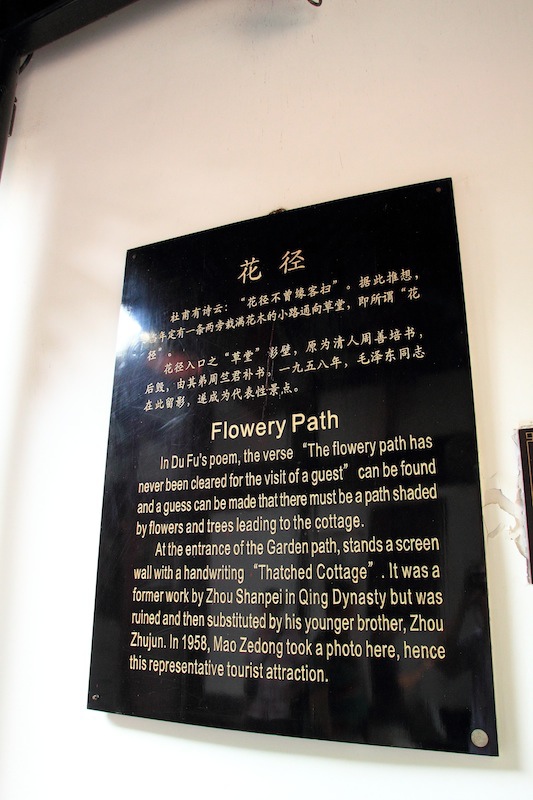 花 径
杜甫有诗云：“花径不曾缘客扫”。据此推想，
年定有一条两旁栽满花木的小路通向草堂，即所谓“花
径”。
花径入口之“草堂”影壁，原为清人周善培书，
后毁，由其弟周竺君补书。一九五八年，毛泽东同志
在此留影，遂成为代表性景点。
Flowery Path
In Du Fu's poem, the verse “The flowery path has
never been cleared for the visit of a guest” can be found
and a guess can be made that there must be a path shaded
by flowers and trees leading to the cottage.
At the entrance of the Garden path, stands a screen
wall with a handwriting “Thatched Cottage”. It was a
former work by Zhou Shanpei in Qing Dynasty but was
ruined and then substituted by his younger brother, Zhou
Zhujun. In 1958, Mao Zedong took a photo here, hence
this representative tourist attraction.